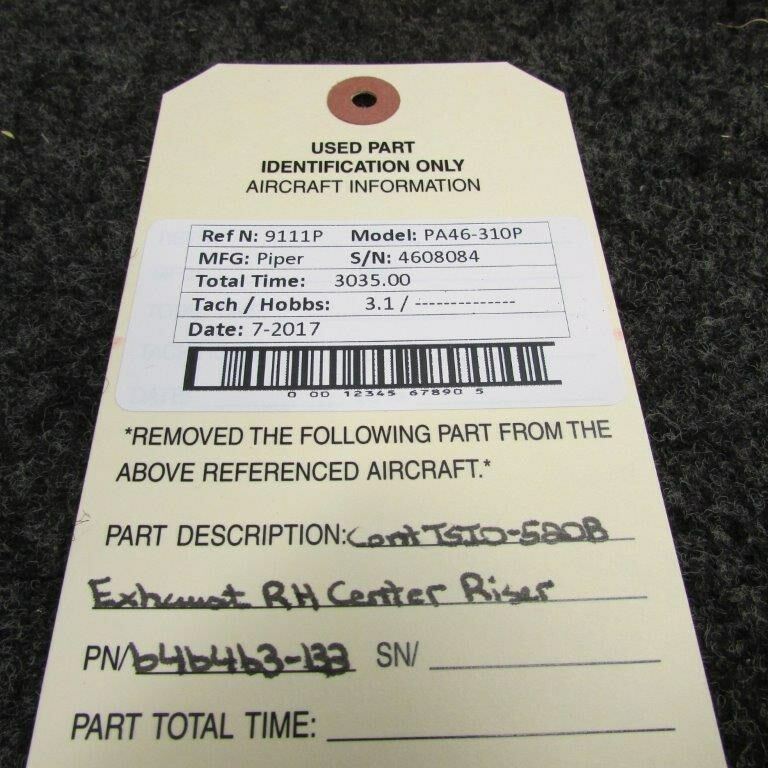 USED PART
IDENTIFICATION ONLY
AIRCRAFT INFORMATION
Ref N: 9111P Model: PA46-310P
MFG: Piper S/N: 4608084
Total Time: 3035.00
Tach / Hobbs: 3.1 / --------------
Date: 7-2017
0 00 12345 67890 5
*REMOVED THE FOLLOWING PART FROM THE
ABOVE REFERENCED AIRCRAFT.*
PART DESCRIPTION: Cont TSIO-520B
Exhaust RH Center Riser
PN/ 646463-133 SN/
PART TOTAL TIME: